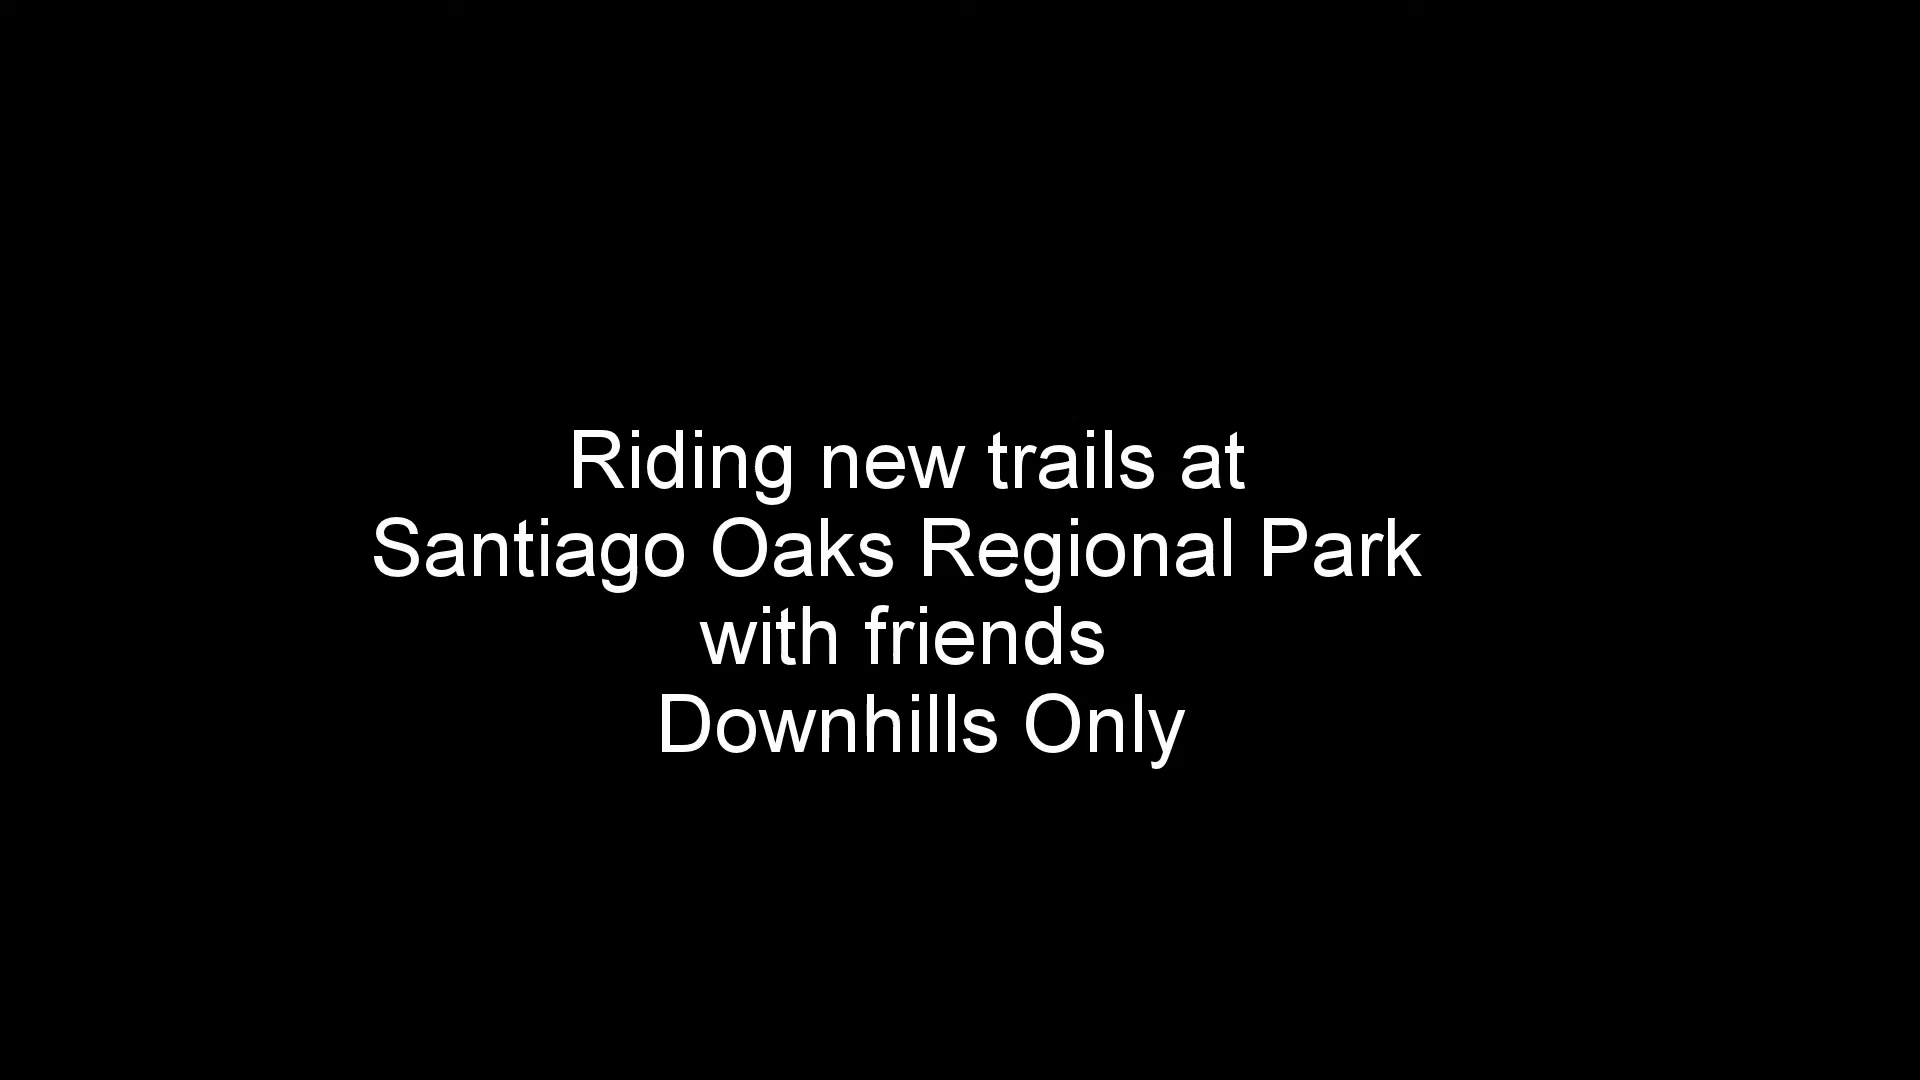 Riding new trails at
Santiago Oaks Regional Park
with friends
Downhills Only